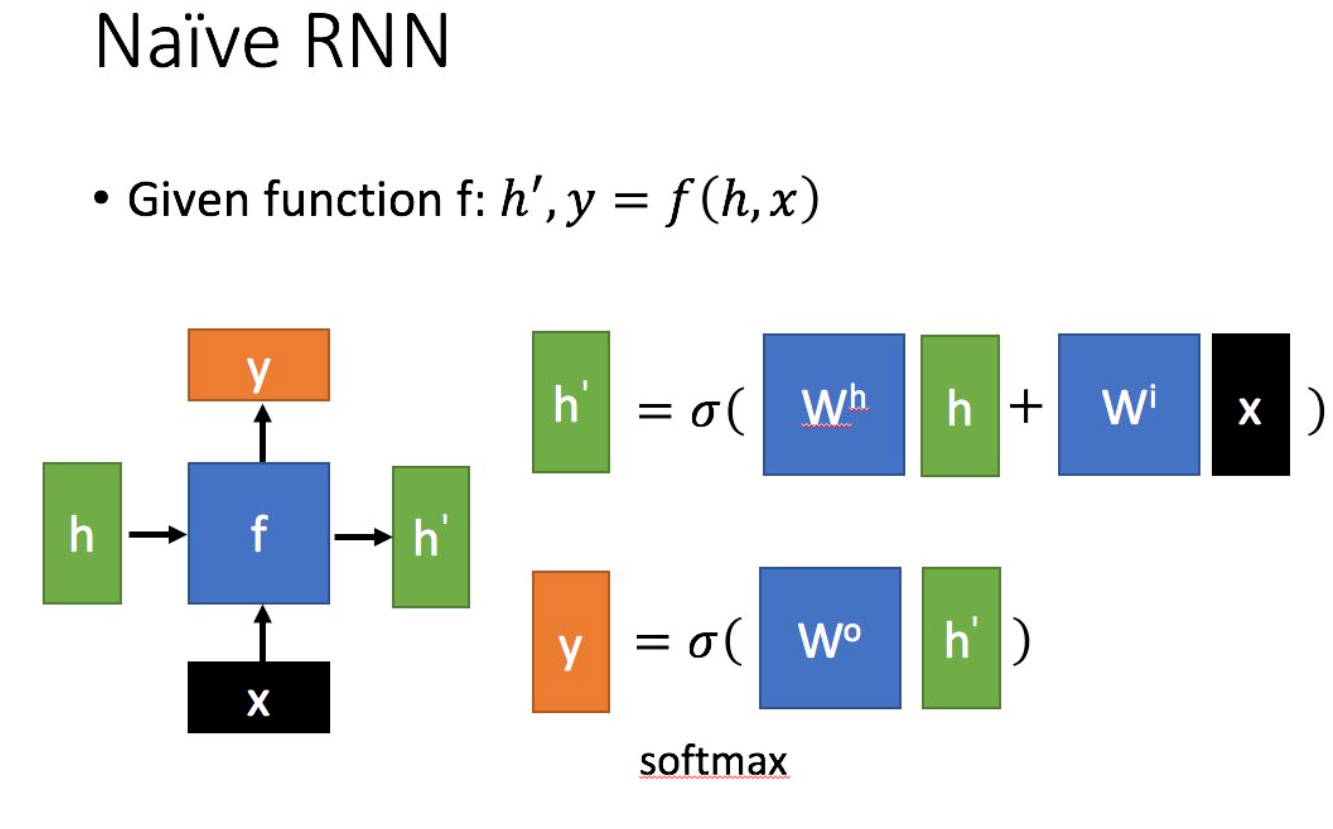 Naïve RNN
• Given function f: h', y = f(h, x)
y
h f h'
x
h' = σ( Wʰ h + Wⁱ x )
y = σ( Wᵒ h' )
softmax